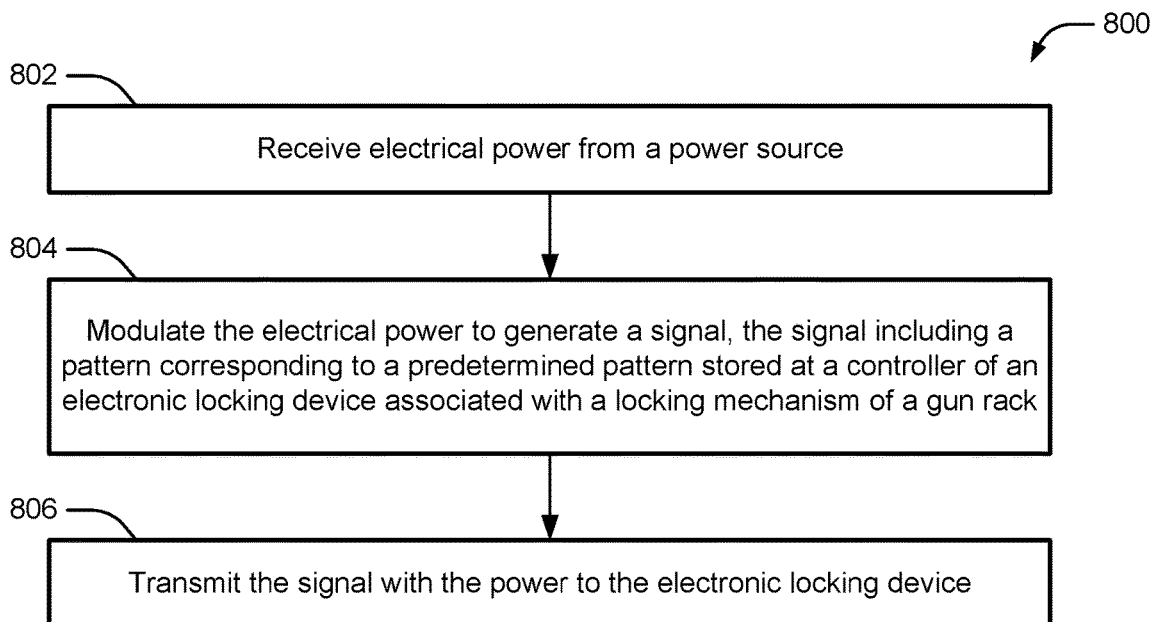 800
802
Receive electrical power from a power source
804
Modulate the electrical power to generate a signal, the signal including a
pattern corresponding to a predetermined pattern stored at a controller of an
electronic locking device associated with a locking mechanism of a gun rack
806
Transmit the signal with the power to the electronic locking device